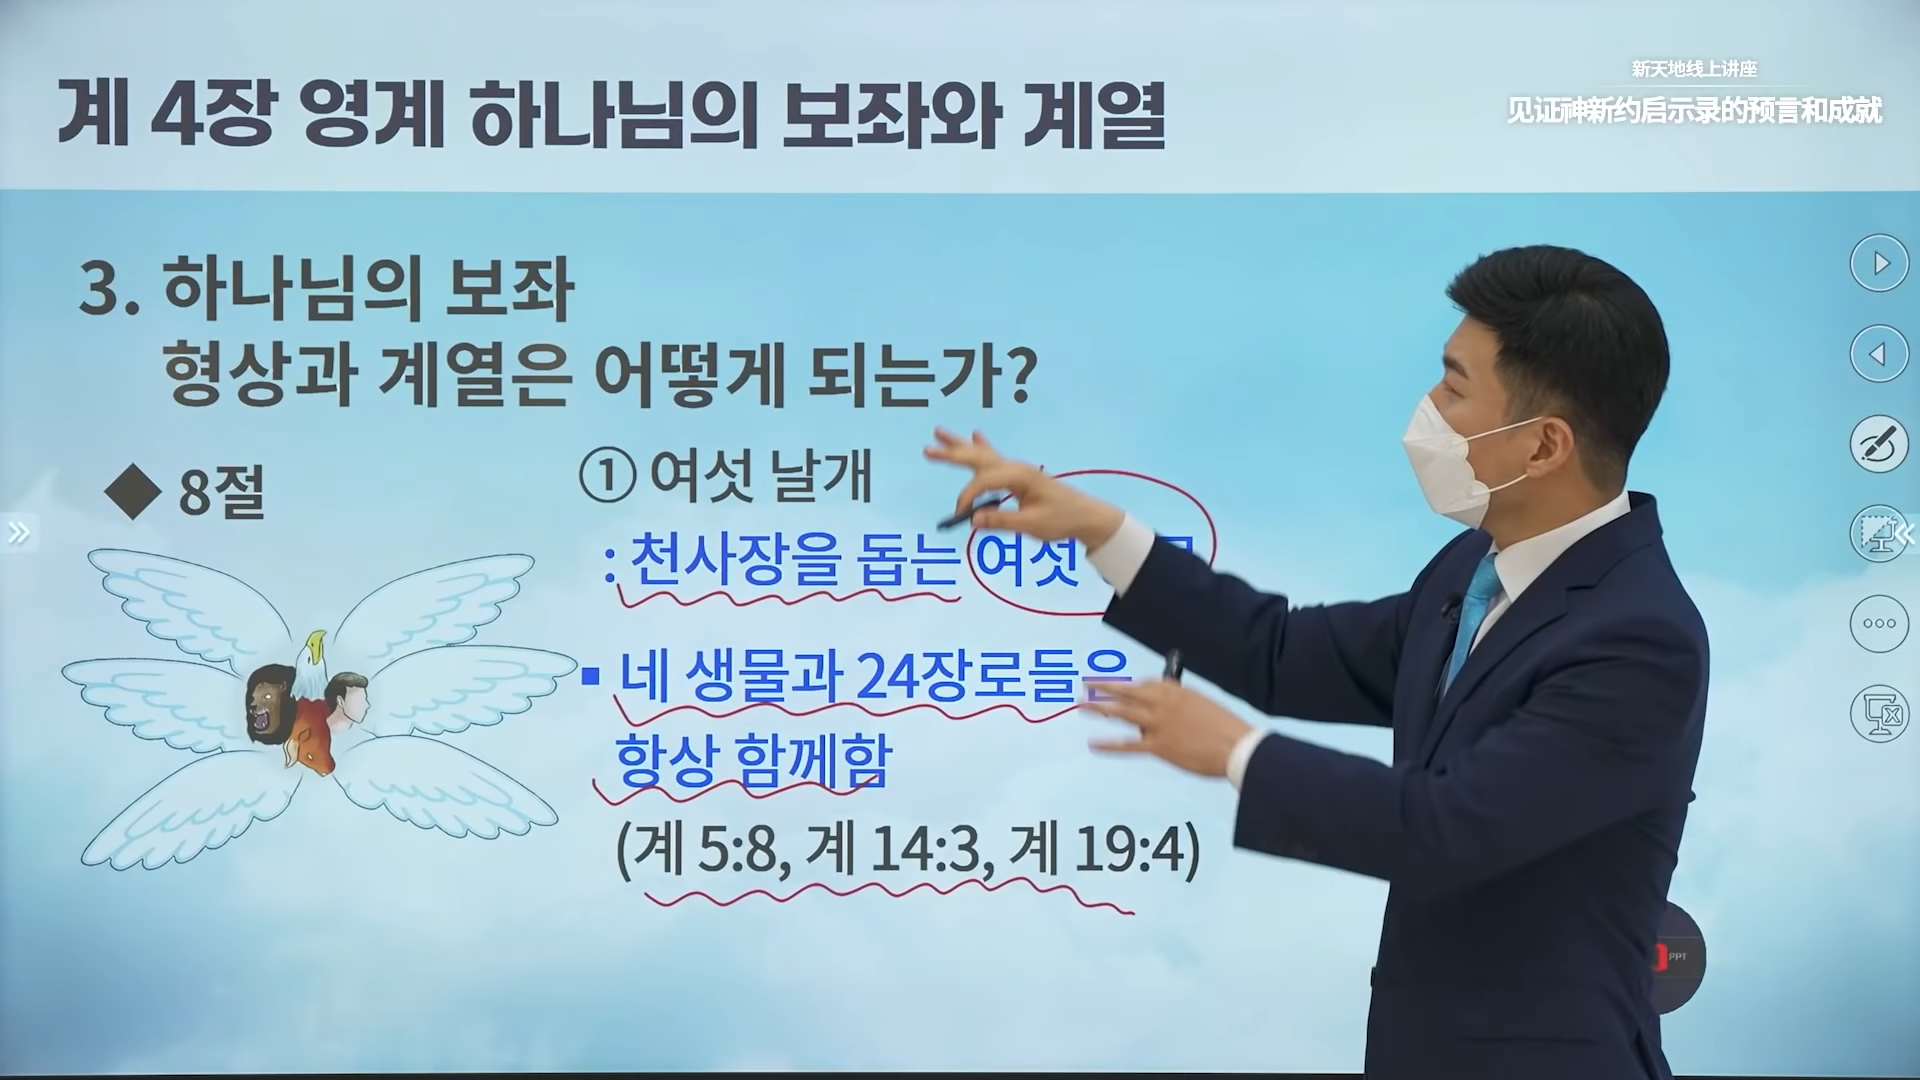 계 4장 영계 하나님의 보좌와 계열
新天地线上讲座
见证神新约启示录的预言和成就
3. 하나님의 보좌
형상과 계열은 어떻게 되는가?
◆ 8절
① 여섯 날개
: 천사장을 돕는 여섯
▪ 네 생물과 24장로들은
항상 함께함
(계 5:8, 계 14:3, 계 19:4)
PPT